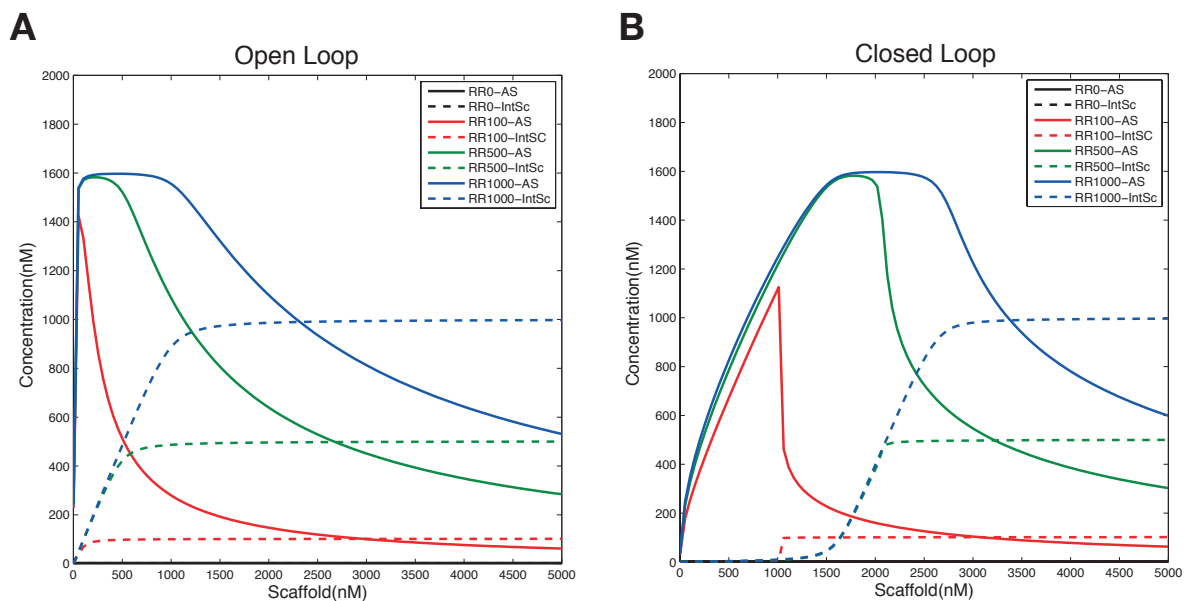 A
Open Loop
2000
1800
1600
1400
1200
1000
800
600
400
200
0
Concentration(nM)
0 500 1000 1500 2000 2500 3000 3500 4000 4500 5000
Scaffold(nM)
RR0-AS
RR0-IntSc
RR100-AS
RR100-IntSC
RR500-AS
RR500-IntSc
RR1000-AS
RR1000-IntSc
B
Closed Loop
2000
1800
1600
1400
1200
1000
800
600
400
200
0
Concentration(nM)
0 500 1000 1500 2000 2500 3000 3500 4000 4500 5000
Scaffold(nM)
RR0-AS
RR0-IntSc
RR100-AS
RR100-IntSC
RR500-AS
RR500-IntSc
RR1000-AS
RR1000-IntSc